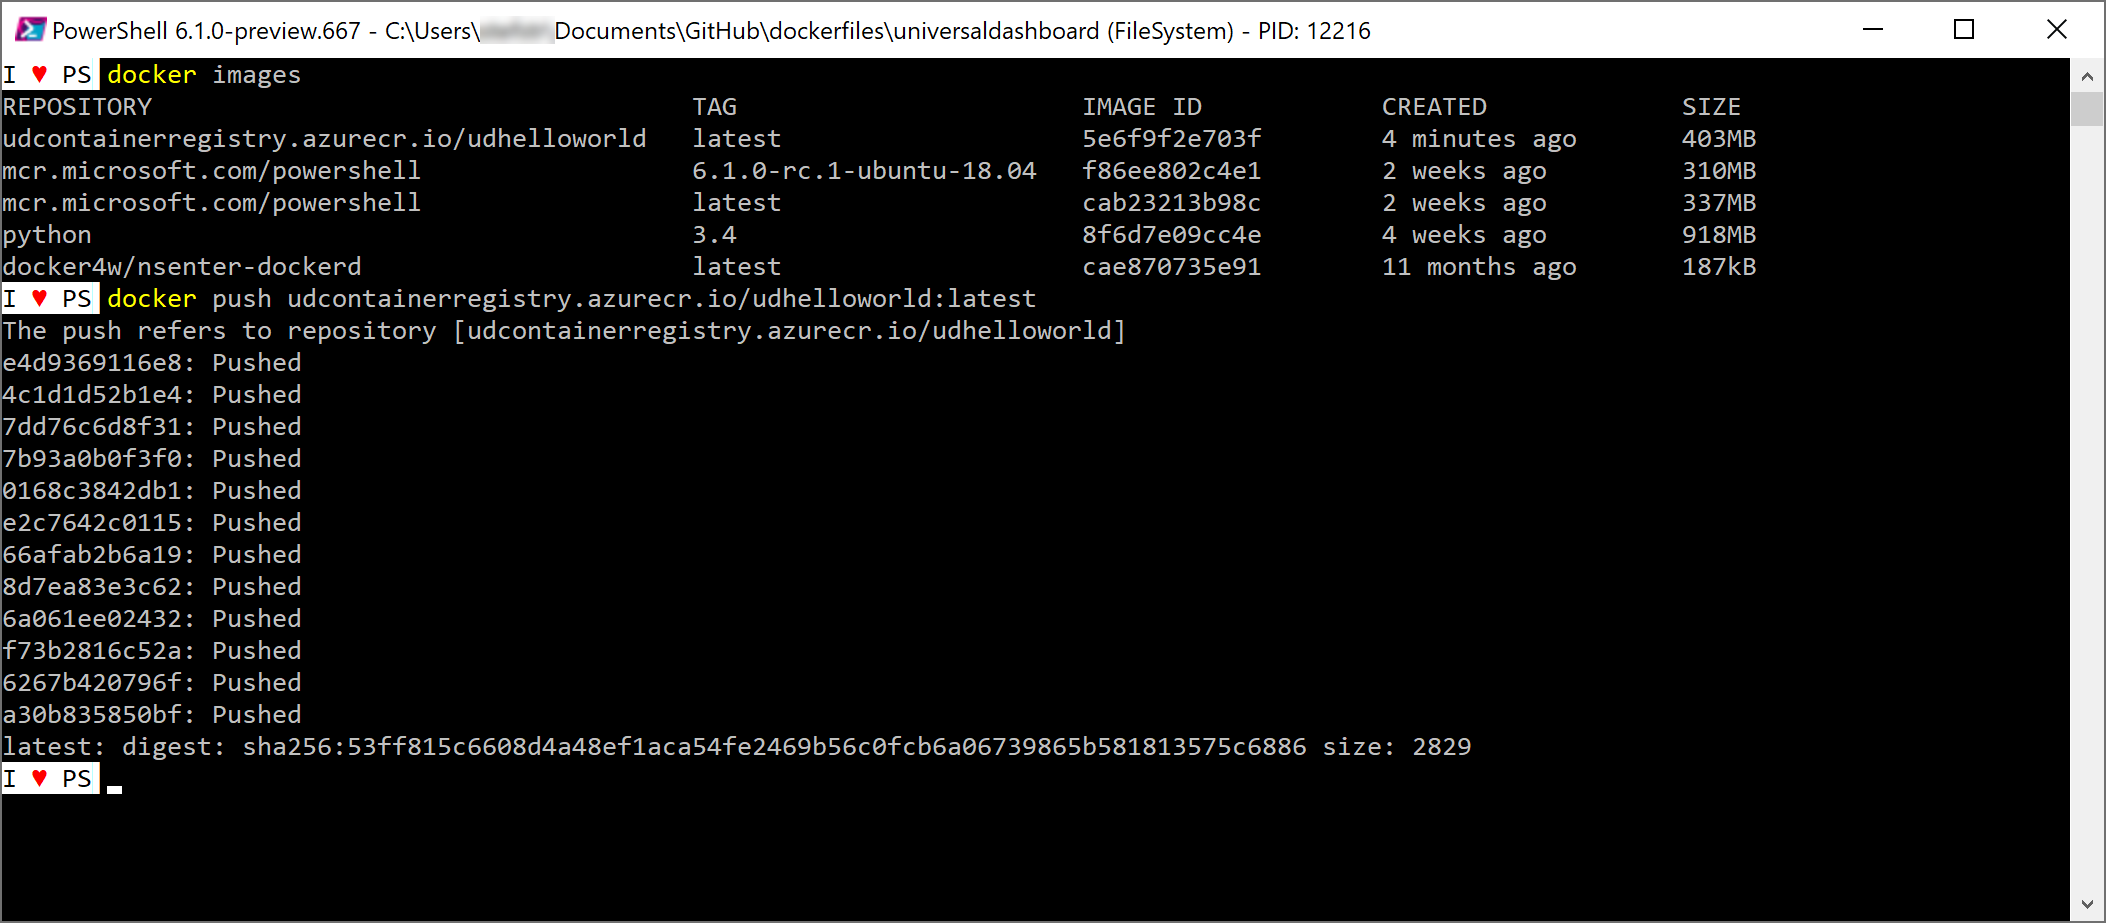 PowerShell 6.1.0-preview.667 - C:\Users\ Documents\GitHub\dockerfiles\universaldashboard (FileSystem) - PID: 12216
I ♥ PS docker images
REPOSITORY TAG IMAGE ID CREATED SIZE
udcontainerregistry.azurecr.io/udhelloworld latest 5e6f9f2e703f 4 minutes ago 403MB
mcr.microsoft.com/powershell 6.1.0-rc.1-ubuntu-18.04 f86ee802c4e1 2 weeks ago 310MB
mcr.microsoft.com/powershell latest cab23213b98c 2 weeks ago 337MB
python 3.4 8f6d7e09cc4e 4 weeks ago 918MB
docker4w/nsenter-dockerd latest cae870735e91 11 months ago 187kB
I ♥ PS docker push udcontainerregistry.azurecr.io/udhelloworld:latest
The push refers to repository [udcontainerregistry.azurecr.io/udhelloworld]
e4d9369116e8: Pushed
4c1d1d52b1e4: Pushed
7dd76c6d8f31: Pushed
7b93a0b0f3f0: Pushed
0168c3842db1: Pushed
e2c7642c0115: Pushed
66afab2b6a19: Pushed
8d7ea83e3c62: Pushed
6a061ee02432: Pushed
f73b2816c52a: Pushed
6267b420796f: Pushed
a30b835850bf: Pushed
latest: digest: sha256:53ff815c6608d4a48ef1aca54fe2469b56c0fcb6a06739865b581813575c6886 size: 2829
I ♥ PS